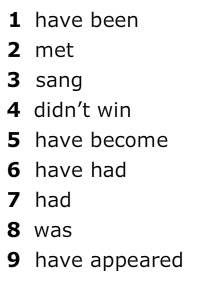 1 have been
2 met
3 sang
4 didn’t win
5 have become
6 have had
7 had
8 was
9 have appeared